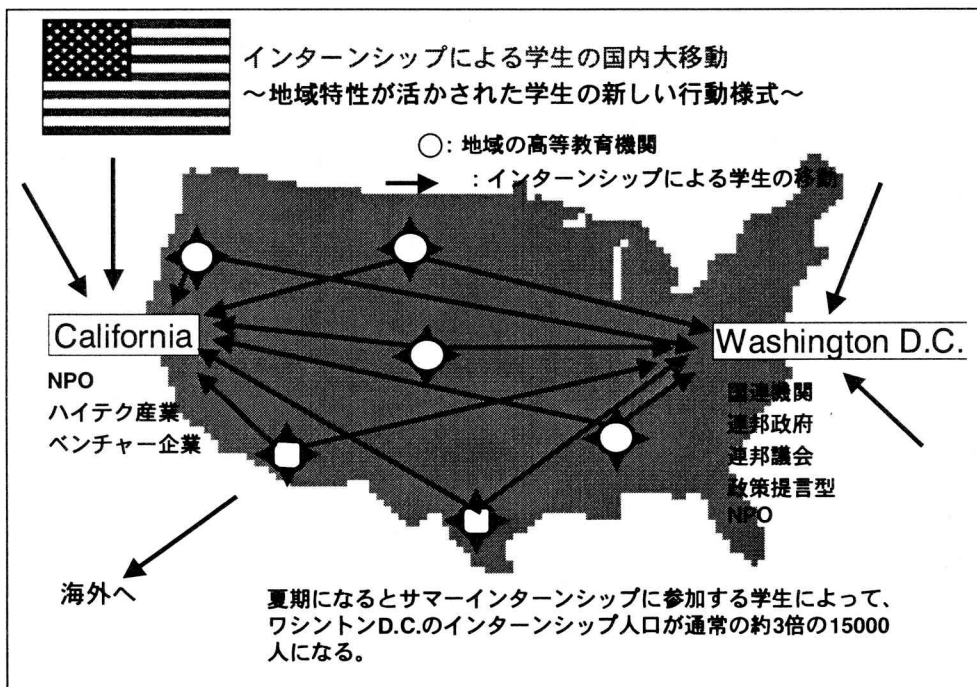 インターンシップによる学生の国内大移動
～地域特性が活かされた学生の新しい行動様式～
○: 地域の高等教育機関
: インターンシップによる学生の移動
California
NPO
ハイテク産業
ベンチャー企業
Washington D.C.
国連機関
連邦政府
連邦議会
政策提言型
NPO
海外へ
夏期になるとサマーインターンシップに参加する学生によって、
ワシントンD.C.のインターンシップ人口が通常の約3倍の15000
人になる。